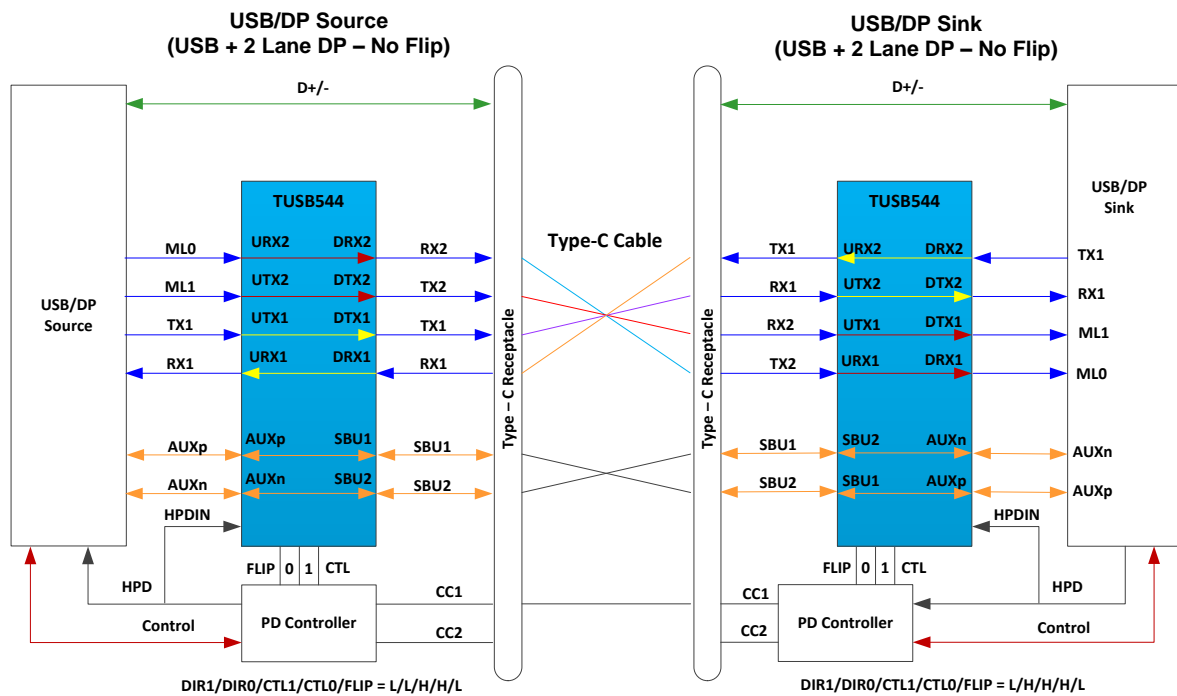 USB/DP Source
(USB + 2 Lane DP – No Flip)
USB/DP Sink
(USB + 2 Lane DP – No Flip)
D+/-
D+/-
TUSB544
TUSB544
USB/DP
Sink
Type-C Cable
ML0
URX2
DRX2
RX2
TX1
URX2
DRX2
TX1
ML1
UTX2
DTX2
TX2
RX1
UTX2
DTX2
RX1
USB/DP
Source
TX1
UTX1
DTX1
TX1
RX2
UTX1
DTX1
ML1
RX1
URX1
DRX1
RX1
TX2
URX1
DRX1
ML0
Type – C Receptacle
Type – C Receptacle
AUXp
AUXp
SBU1
SBU1
SBU1
SBU2
AUXn
AUXn
AUXn
AUXn
SBU2
SBU2
SBU2
SBU1
AUXp
AUXp
HPDIN
HPDIN
FLIP 0 1 CTL
FLIP 0 1 CTL
HPD
CC1
CC1
HPD
Control
PD Controller
CC2
CC2
PD Controller
Control
DIR1/DIR0/CTL1/CTL0/FLIP = L/L/H/H/L
DIR1/DIR0/CTL1/CTL0/FLIP = L/H/H/H/L